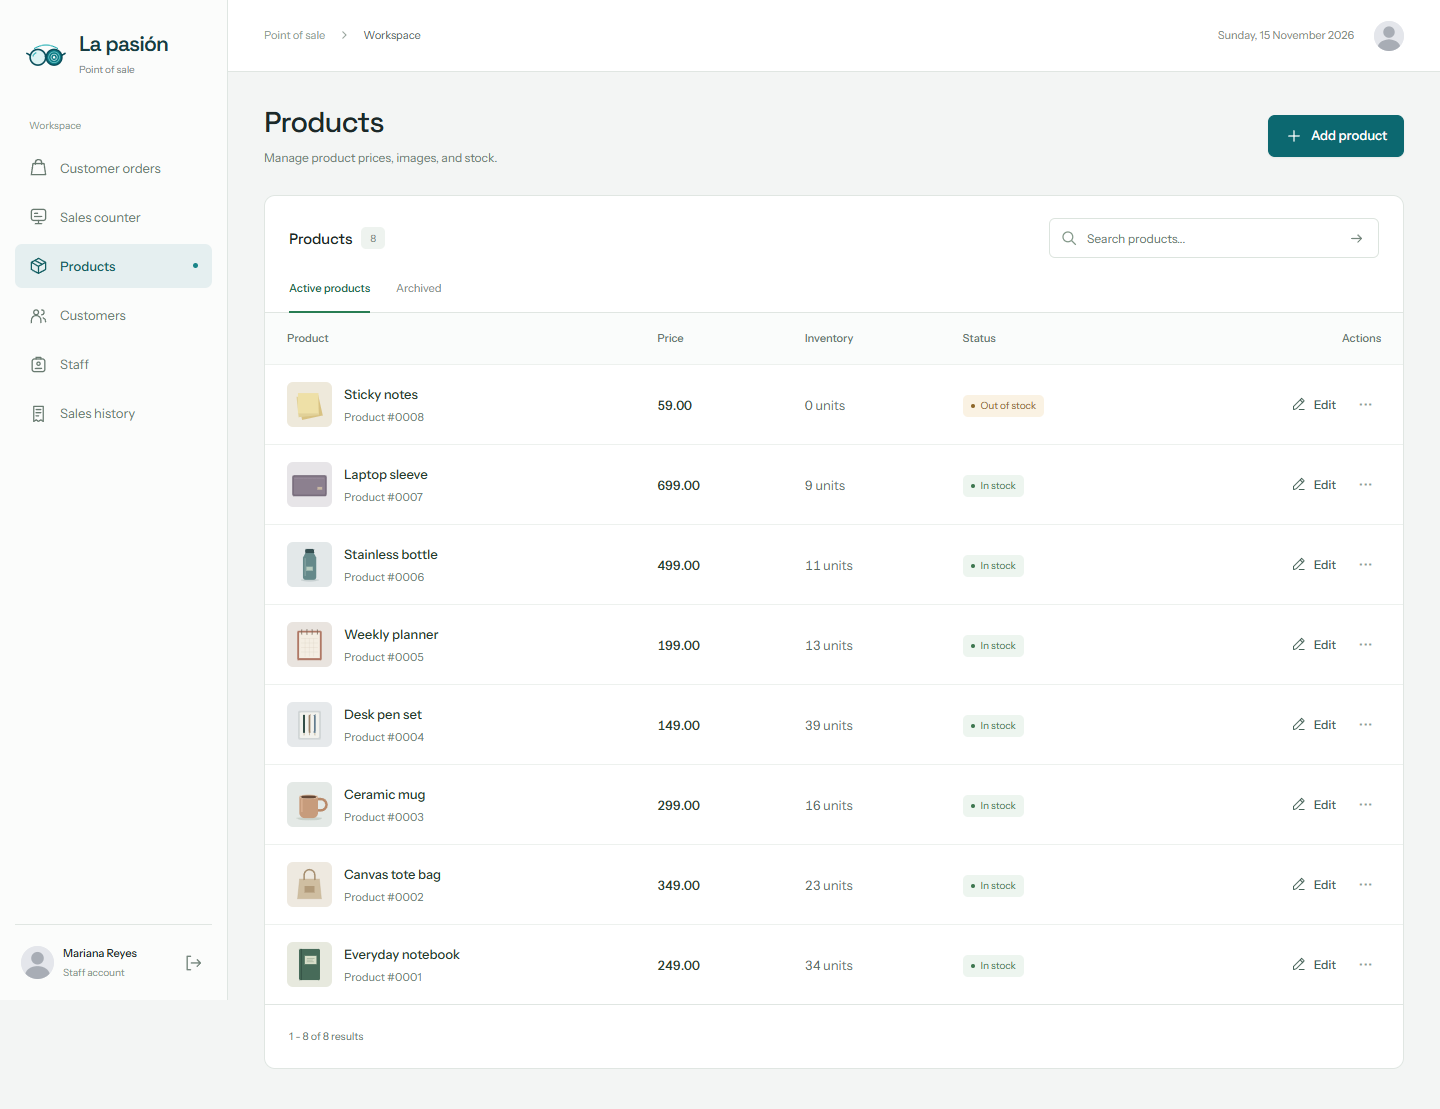 La pasión
Point of sale
Workspace
Customer orders
Sales counter
Products
Customers
Staff
Sales history
Mariana Reyes
Staff account
Point of sale
Workspace
Sunday, 15 November 2026
Products
Manage product prices, images, and stock.
Add product
Products 8
Search products...
Active products
Archived
Product Price Inventory Status Actions
Sticky notes
Product #0008
59.00
0 units
Out of stock
Edit
Laptop sleeve
Product #0007
699.00
9 units
In stock
Edit
Stainless bottle
Product #0006
499.00
11 units
In stock
Edit
Weekly planner
Product #0005
199.00
13 units
In stock
Edit
Desk pen set
Product #0004
149.00
39 units
In stock
Edit
Ceramic mug
Product #0003
299.00
16 units
In stock
Edit
Canvas tote bag
Product #0002
349.00
23 units
In stock
Edit
Everyday notebook
Product #0001
249.00
34 units
In stock
Edit
1 - 8 of 8 results